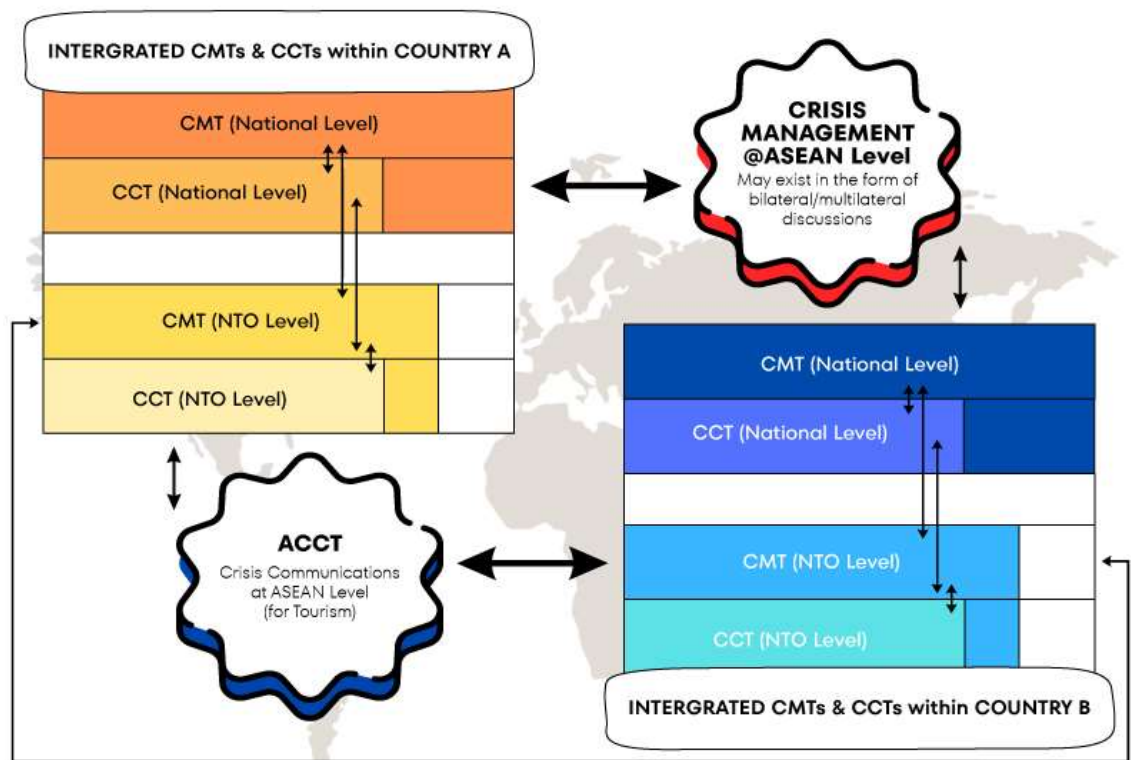 INTERGRATED CMTs & CCTs within COUNTRY A
CMT (National Level)
CCT (National Level)
CMT (NTO Level)
CCT (NTO Level)
CRISIS
MANAGEMENT
@ASEAN Level
May exist in the form of
bilateral/multilateral
discussions
ACCT
Crisis Communications
at ASEAN Level
(for Tourism)
CMT (National Level)
CCT (National Level)
CMT (NTO Level)
CCT (NTO Level)
INTERGRATED CMTs & CCTs within COUNTRY B